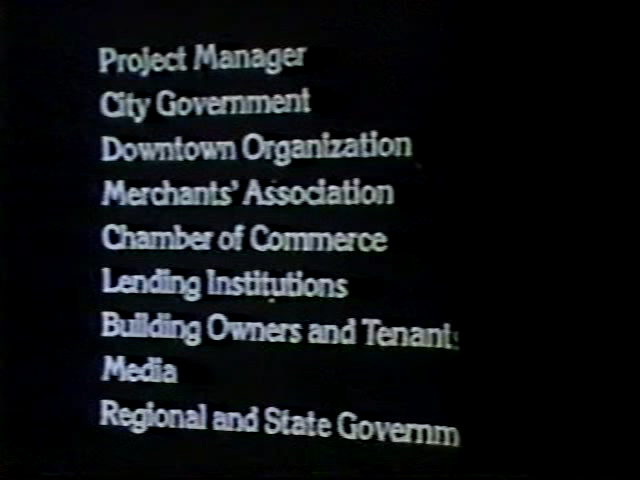 Project Manager
City Government
Downtown Organization
Merchants' Association
Chamber of Commerce
Lending Institutions
Building Owners and Tenants
Media
Regional and State Governm